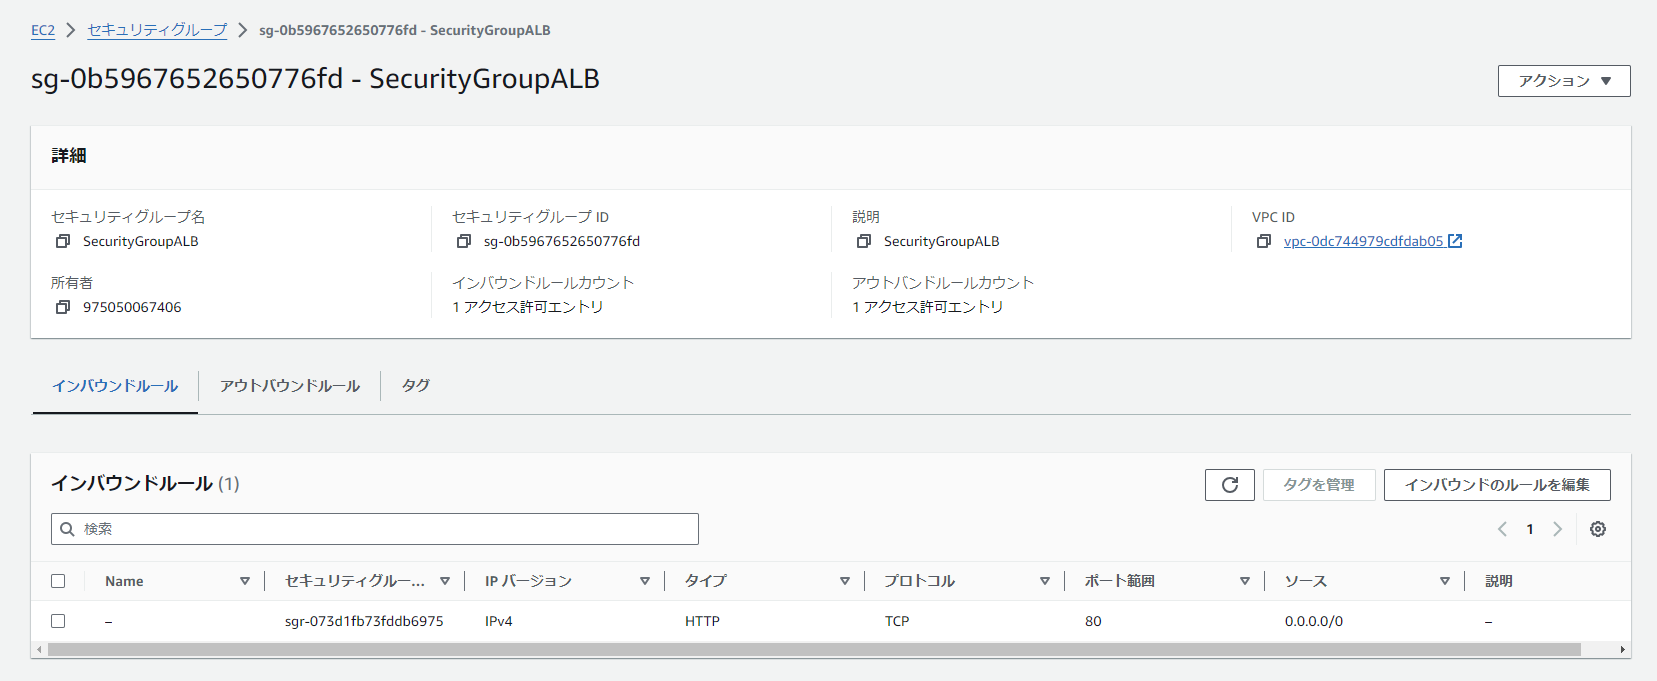 EC2 > セキュリティグループ > sg-0b5967652650776fd - SecurityGroupALB
sg-0b5967652650776fd - SecurityGroupALB
アクション ▼
詳細
セキュリティグループ名
SecurityGroupALB
セキュリティグループ ID
sg-0b5967652650776fd
説明
SecurityGroupALB
VPC ID
vpc-0dc744979cdfdab05
所有者
975050067406
インバウンドルールカウント
1 アクセス許可エントリ
アウトバンドルールカウント
1 アクセス許可エントリ
インバウンドルール アウトバウンドルール タグ
インバウンドルール (1)
タグを管理 インバウンドのルールを編集
検索
1
Name セキュリティグルー... IP バージョン タイプ プロトコル ポート範囲 ソース 説明
– sgr-073d1fb73fddb6975 IPv4 HTTP TCP 80 0.0.0.0/0 –